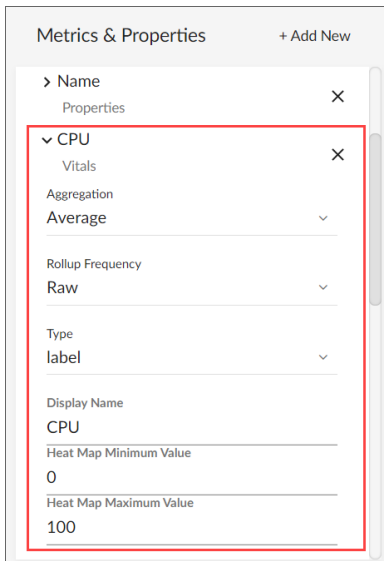 Metrics & Properties + Add New
Name
Properties
CPU
Vitals
Aggregation
Average
Rollup Frequency
Raw
Type
label
Display Name
CPU
Heat Map Minimum Value
0
Heat Map Maximum Value
100